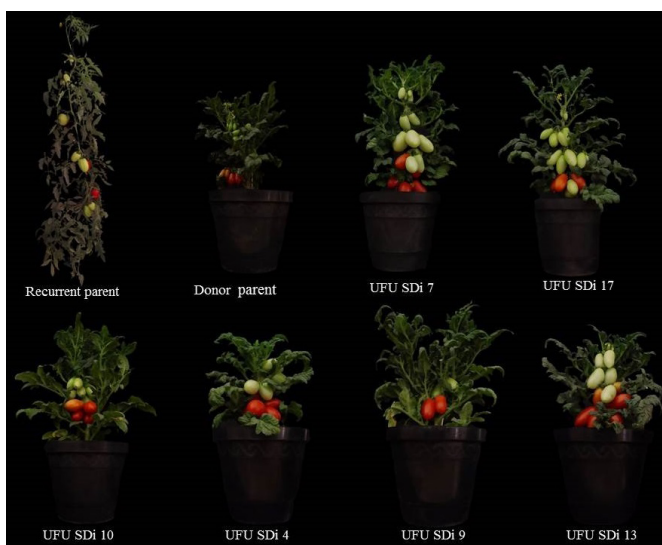 Recurrent parent
Donor parent
UFU SDi 7
UFU SDi 17
UFU SDi 10
UFU SDi 4
UFU SDi 9
UFU SDi 13